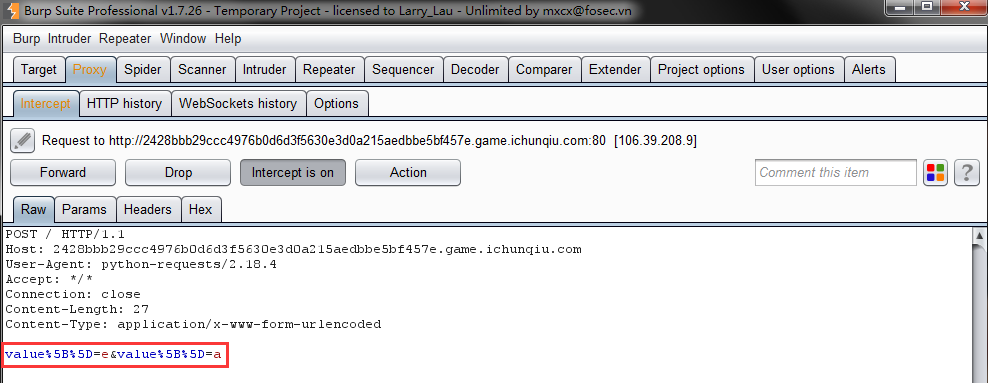 Burp Suite Professional v1.7.26 - Temporary Project - licensed to Larry_Lau - Unlimited by mxcx@fosec.vn
Burp Intruder Repeater Window Help
Target Proxy Spider Scanner Intruder Repeater Sequencer Decoder Comparer Extender Project options User options Alerts
Intercept HTTP history WebSockets history Options
Request to http://2428bbb29ccc4976b0d6d3f5630e3d0a215aedbbe5bf457e.game.ichunqiu.com:80 [106.39.208.9]
Forward Drop Intercept is on Action Comment this item ?
Raw Params Headers Hex
POST / HTTP/1.1
Host: 2428bbb29ccc4976b0d6d3f5630e3d0a215aedbbe5bf457e.game.ichunqiu.com
User-Agent: python-requests/2.18.4
Accept: */*
Connection: close
Content-Length: 27
Content-Type: application/x-www-form-urlencoded
value%5B%5D=e&value%5B%5D=a